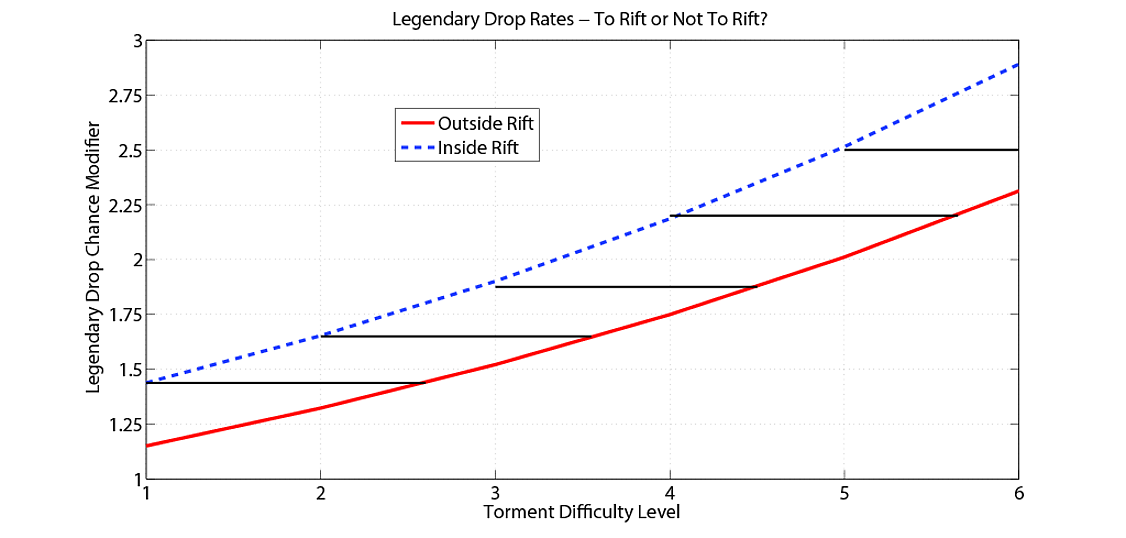 Legendary Drop Rates – To Rift or Not To Rift?
3
2.75
2.5
2.25
2
1.75
1.5
1.25
1
Legendary Drop Chance Modifier
Outside Rift
Inside Rift
1 2 3 4 5 6
Torment Difficulty Level